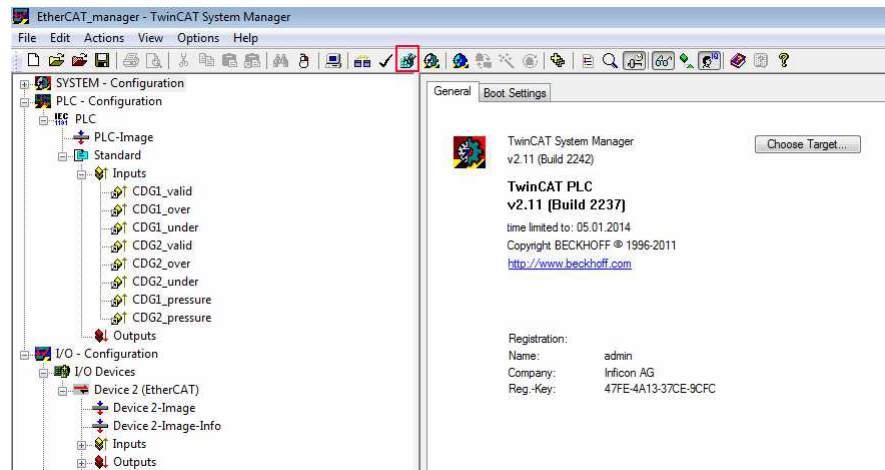 EtherCAT_manager - TwinCAT System Manager
File Edit Actions View Options Help
SYSTEM - Configuration
PLC - Configuration
IEC 1131 PLC
PLC-Image
Standard
Inputs
CDG1_valid
CDG1_over
CDG1_under
CDG2_valid
CDG2_over
CDG2_under
CDG1_pressure
CDG2_pressure
Outputs
I/O - Configuration
I/O Devices
Device 2 (EtherCAT)
Device 2-Image
Device 2-Image-Info
Inputs
Outputs
General Boot Settings
TwinCAT System Manager
v2.11 (Build 2242)
Choose Target...
TwinCAT PLC
v2.11 (Build 2237)
time limited to: 05.01.2014
Copyright BECKHOFF © 1996-2011
http://www.beckhoff.com
Registration:
Name: admin
Company: Inficon AG
Reg.-Key: 47FE-4A13-37CE-9CFC